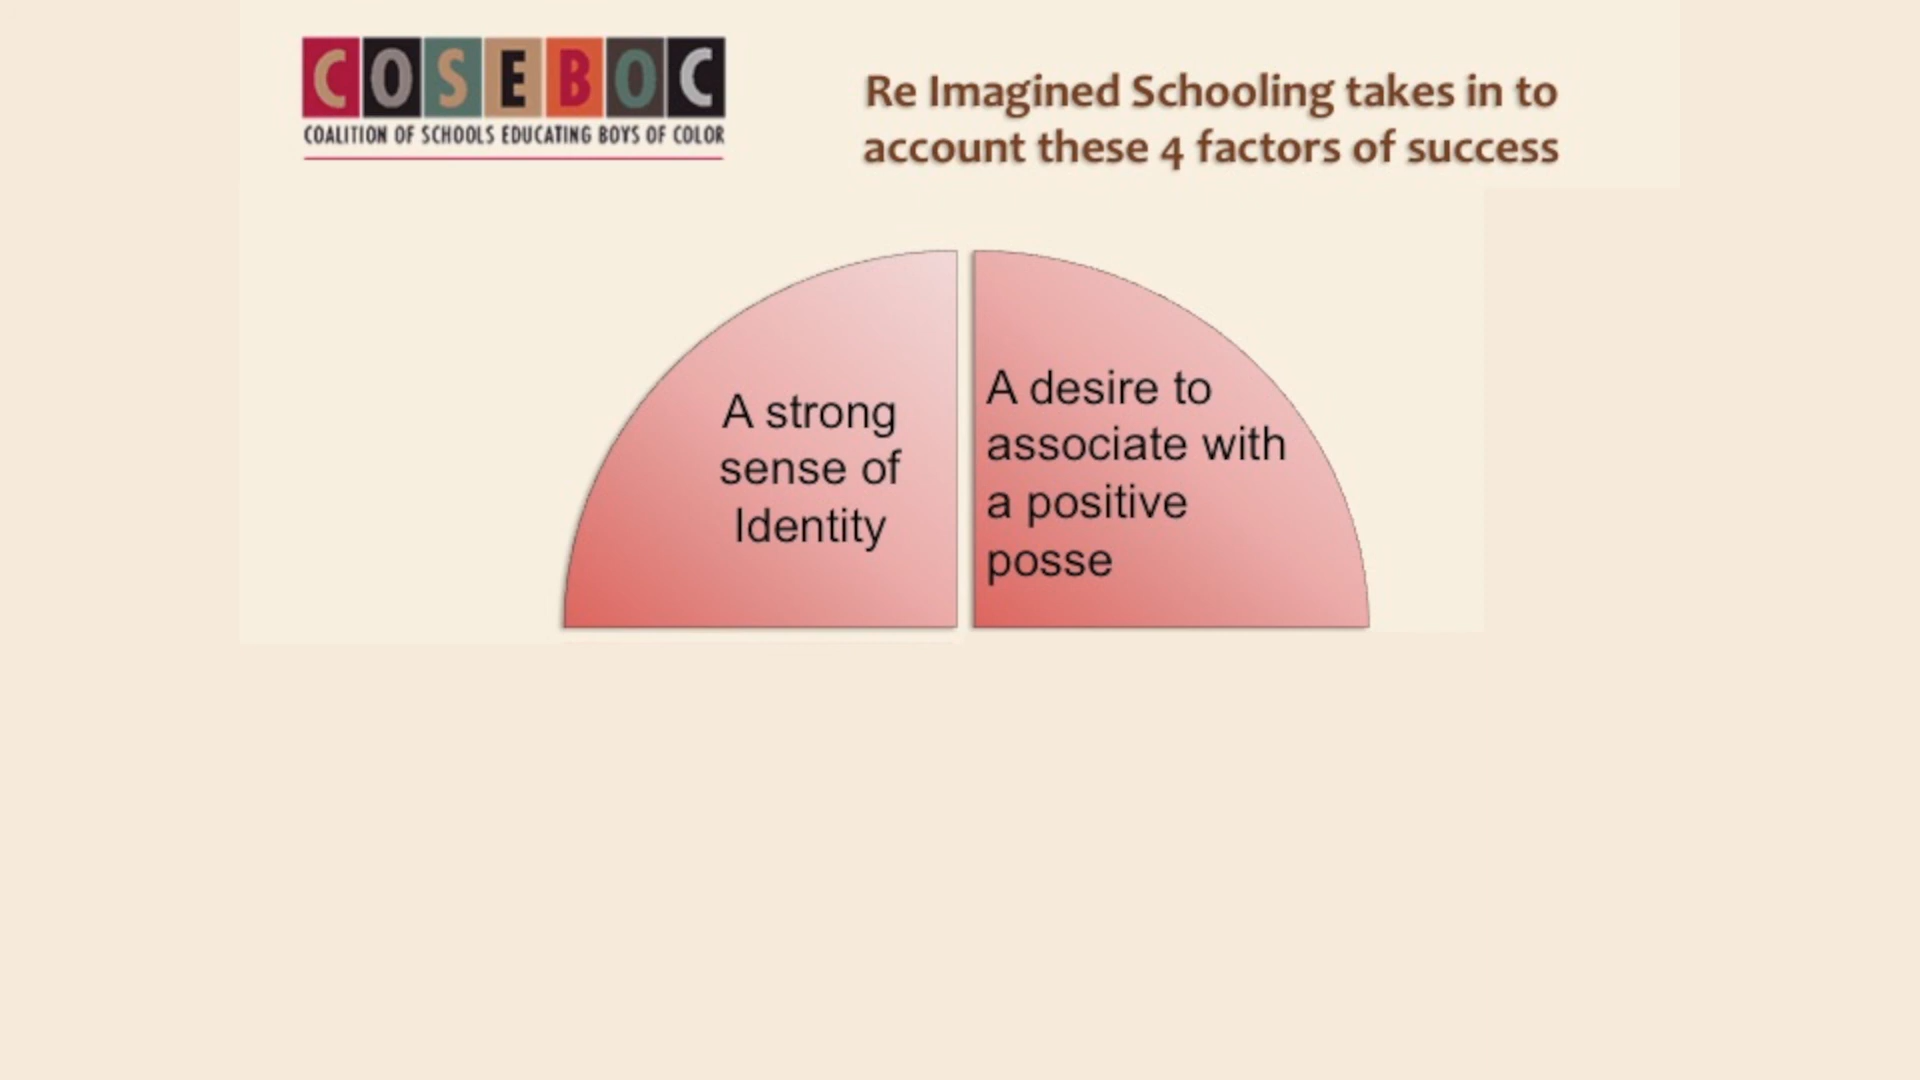 COSEBOC
COALITION OF SCHOOLS EDUCATING BOYS OF COLOR
Re Imagined Schooling takes in to
account these 4 factors of success
A strong
sense of
Identity
A desire to
associate with
a positive
posse